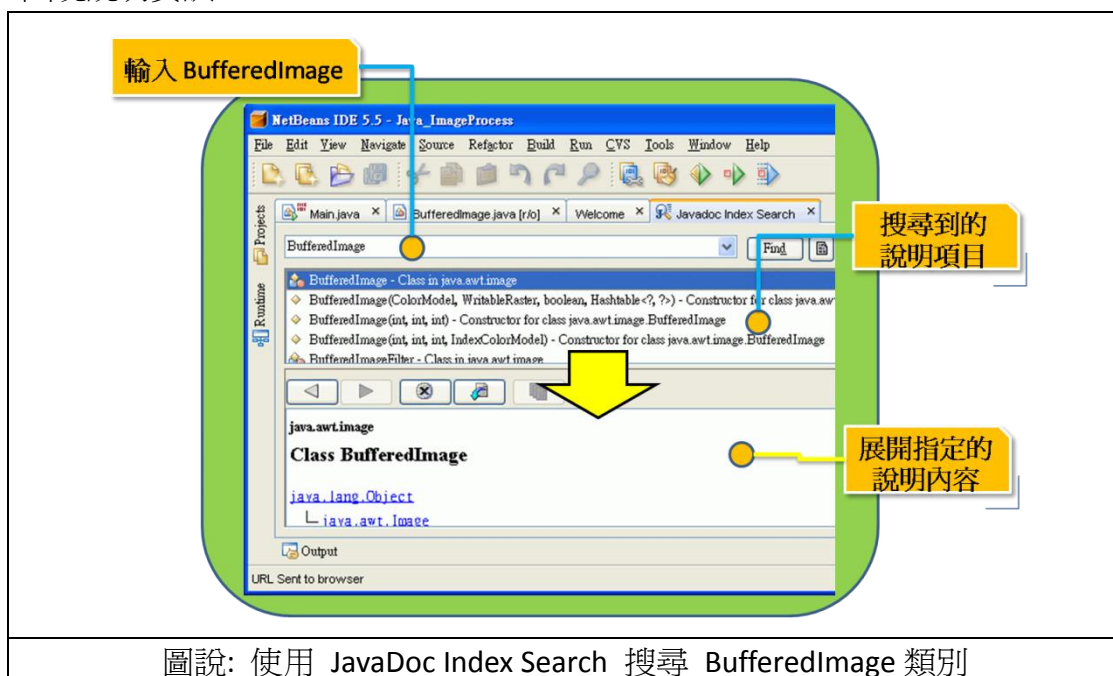 輸入 BufferedImage
NetBeans IDE 5.5 - Java_ImageProcess
File Edit View Navigate Source Refactor Build Run CVS Tools Window Help
Projects
Runtime
Main.java BufferedImage.java [r/o] Welcome Javadoc Index Search
BufferedImage Find
搜尋到的
說明項目
BufferedImage - Class in java.awt.image
BufferedImage(ColorModel, WritableRaster, boolean, Hashtable<?, ?>) - Constructor for class java.aw
BufferedImage(int, int, int) - Constructor for class java.awt.image.BufferedImage
BufferedImage(int, int, int, IndexColorModel) - Constructor for class java.awt.image.BufferedImage
BufferedImageFilter - Class in java.awt.image
java.awt.image
Class BufferedImage
展開指定的
說明內容
java.lang.Object
java.awt.Image
Output
URL Sent to browser
圖說: 使用 JavaDoc Index Search 搜尋 BufferedImage 類別